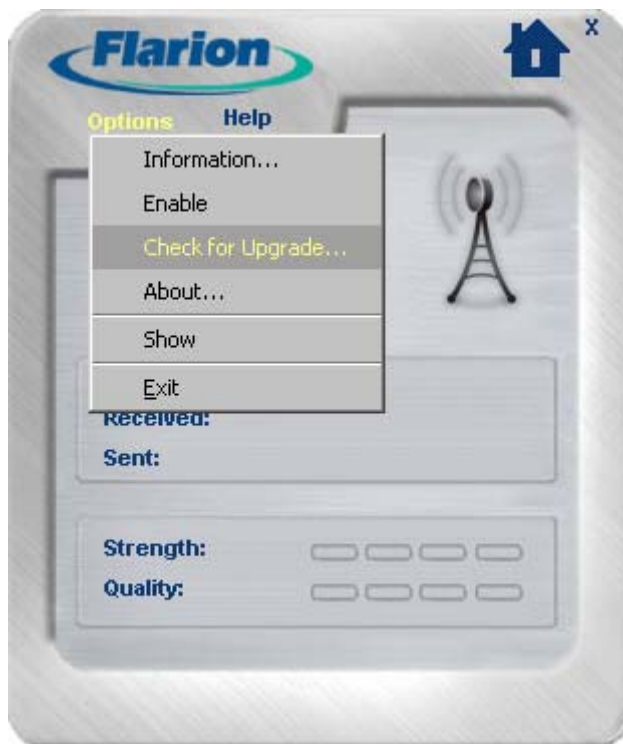 Flarion
x
Options Help
Information...
Enable
Check for Upgrade...
About...
Show
Exit
Received:
Sent:
Strength:
Quality: